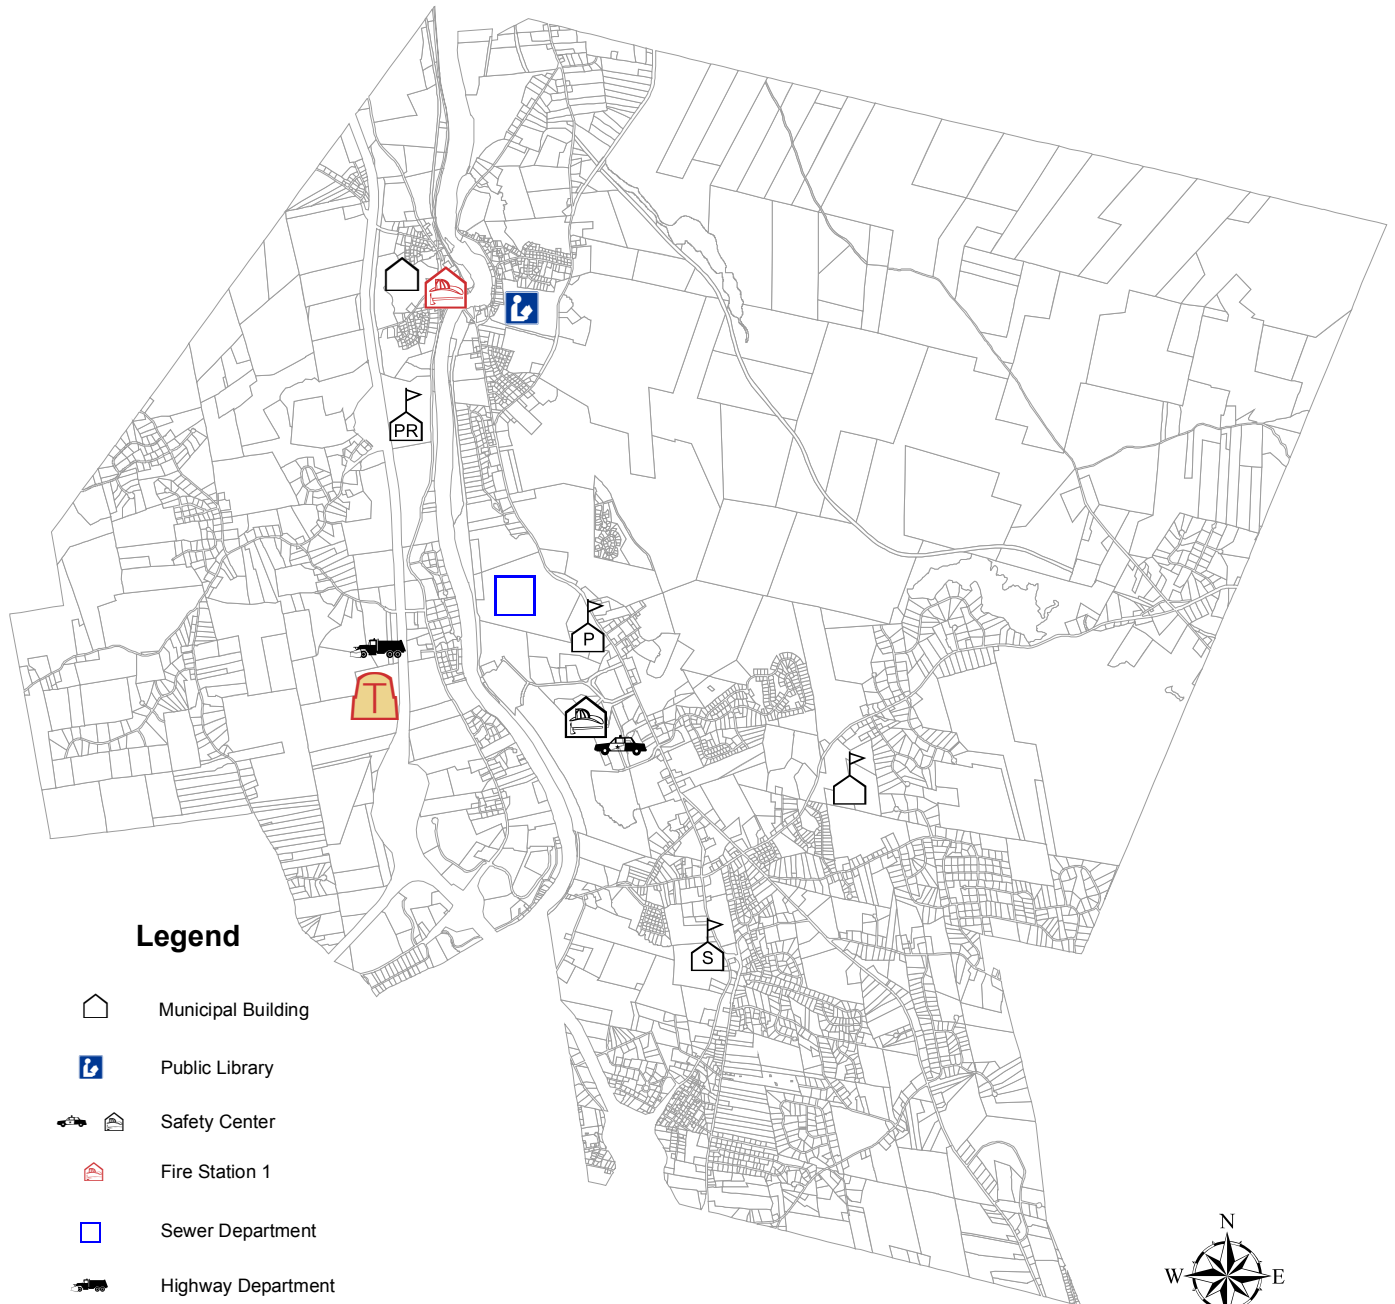 PR
P
T
S
Legend
Municipal Building
Public Library
Safety Center
Fire Station 1
Sewer Department
Highway Department
N
W E